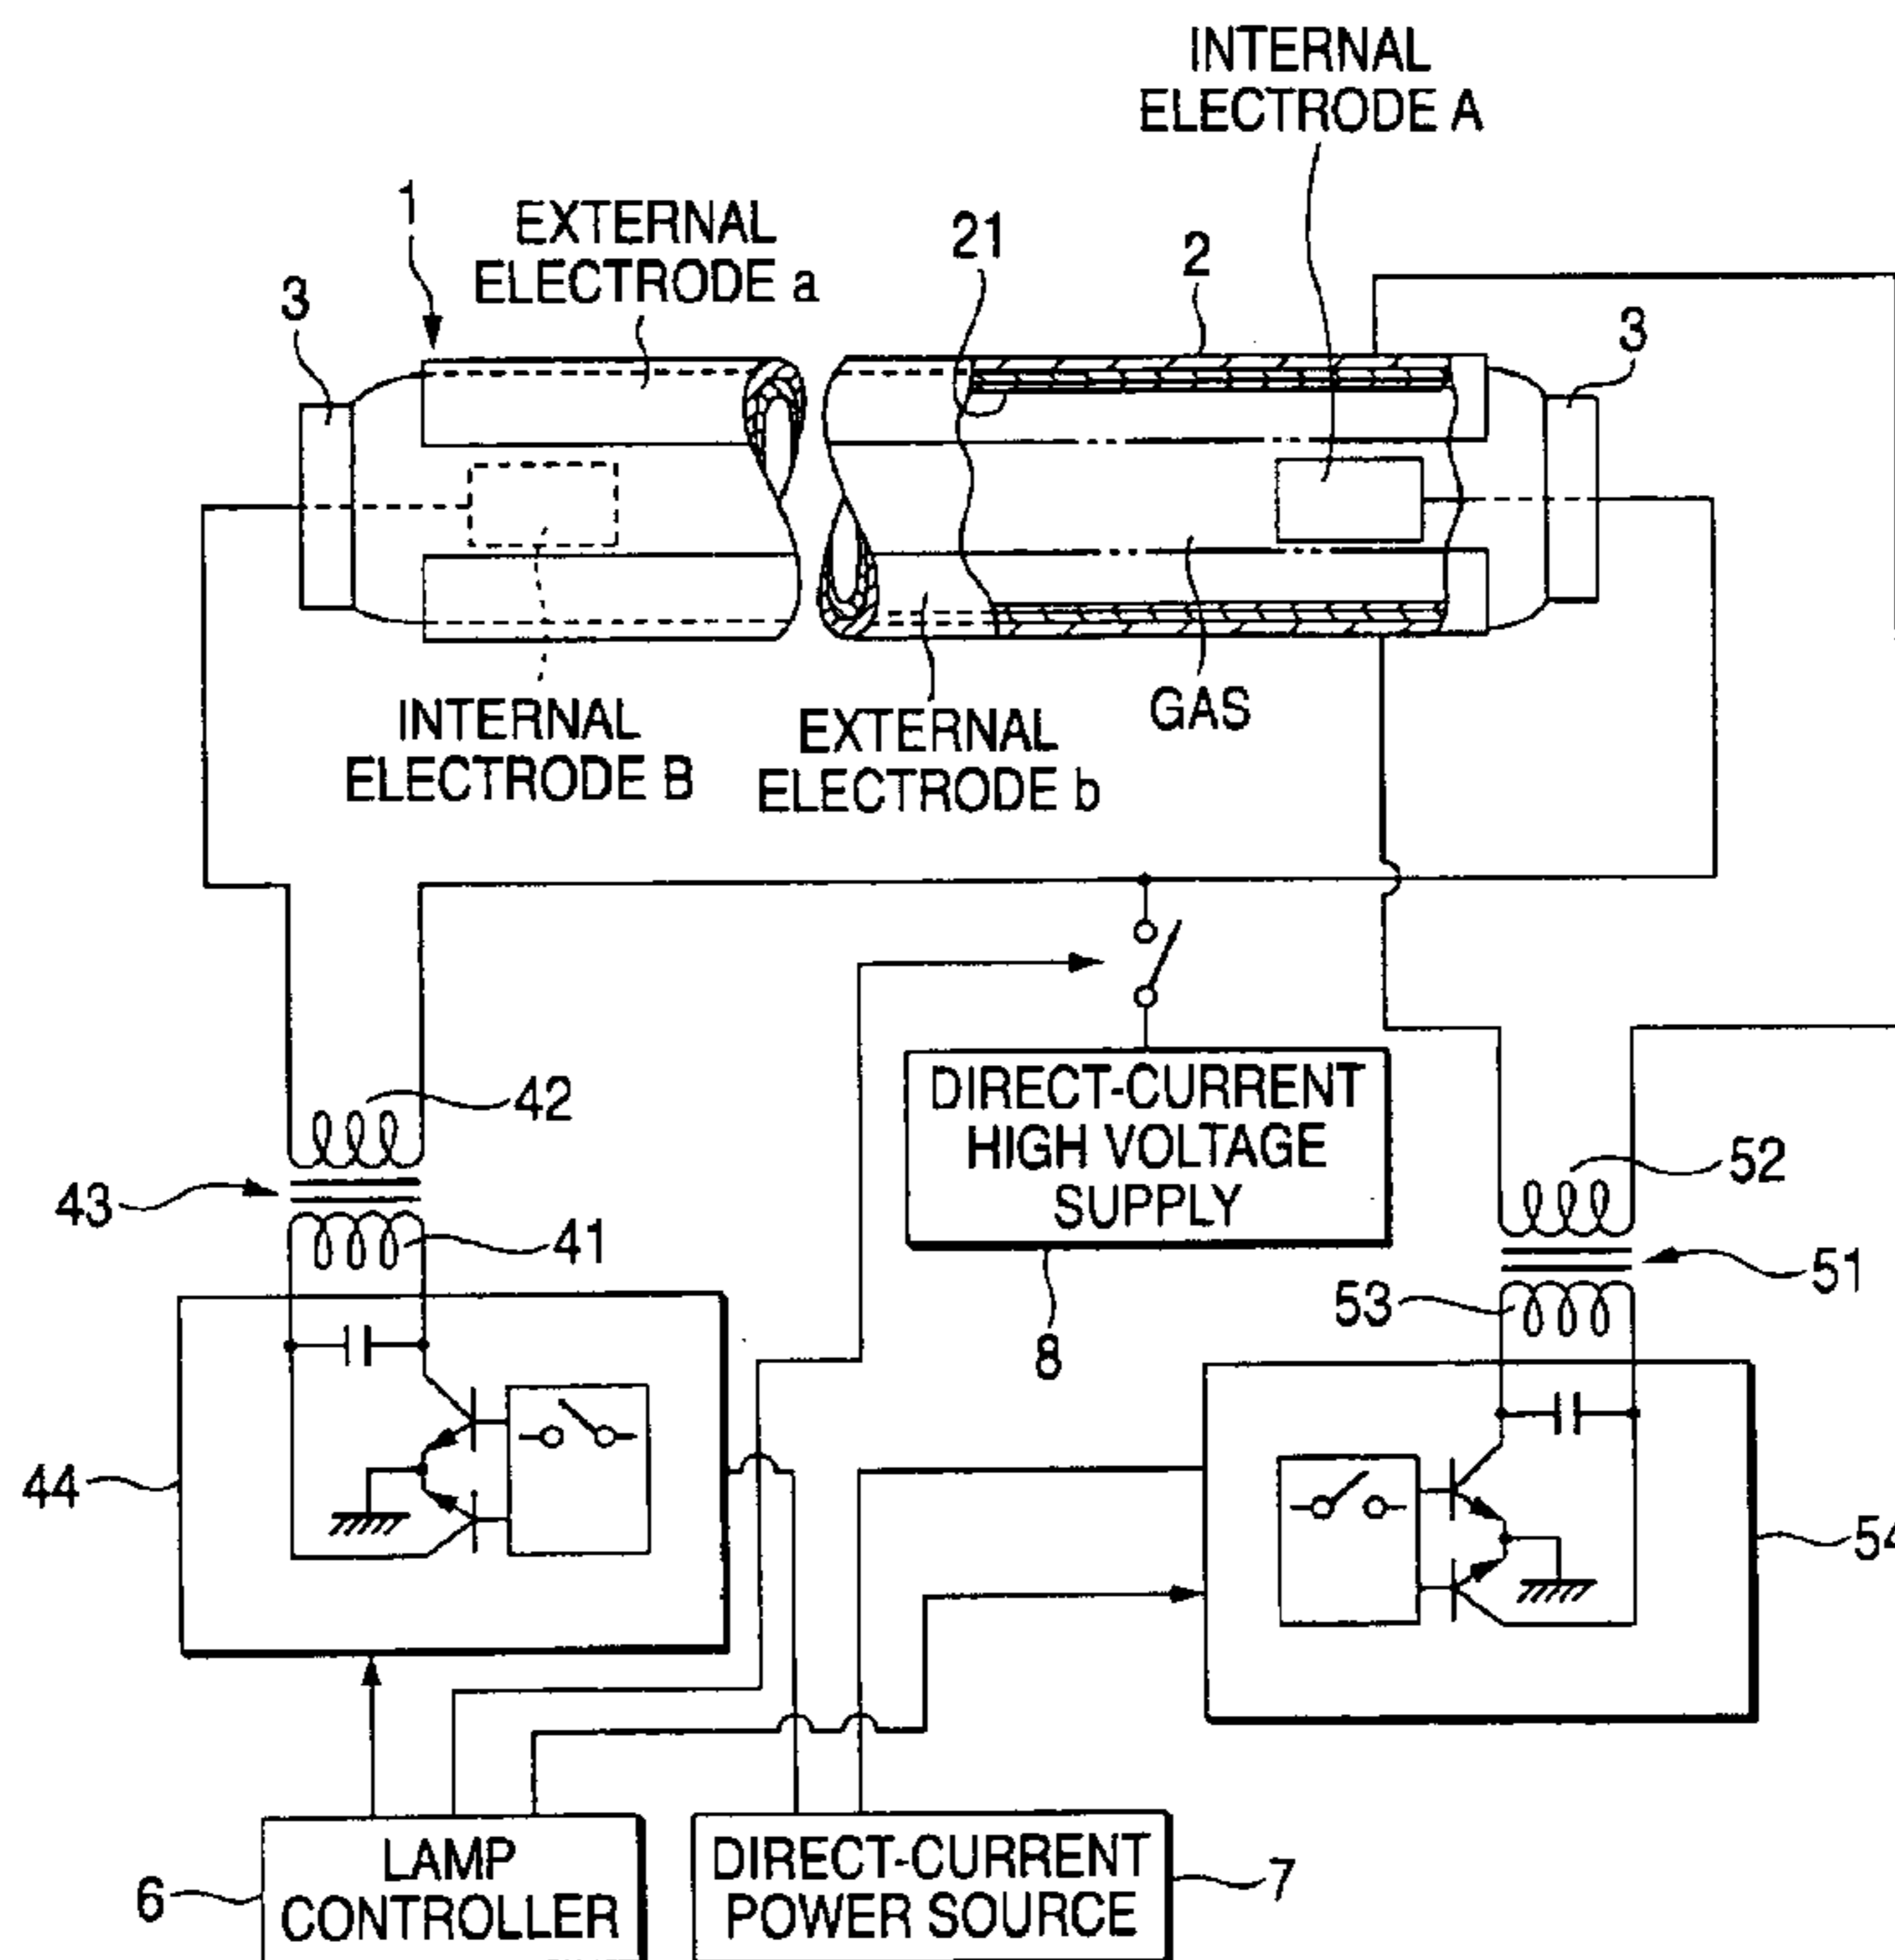 INTERNAL
ELECTRODE A
1
EXTERNAL
ELECTRODE a
21
2
3
3
INTERNAL
ELECTRODE B
EXTERNAL
ELECTRODE b
GAS
42
DIRECT-CURRENT
HIGH VOLTAGE
SUPPLY
52
43
41
51
53
8
44
54
LAMP
CONTROLLER
6
DIRECT-CURRENT
POWER SOURCE
7